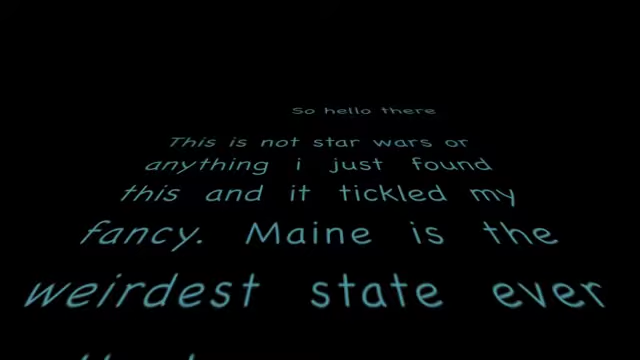 So hello there
This is not star wars or
anything i just found
this and it tickled my
fancy. Maine is the
weirdest state ever